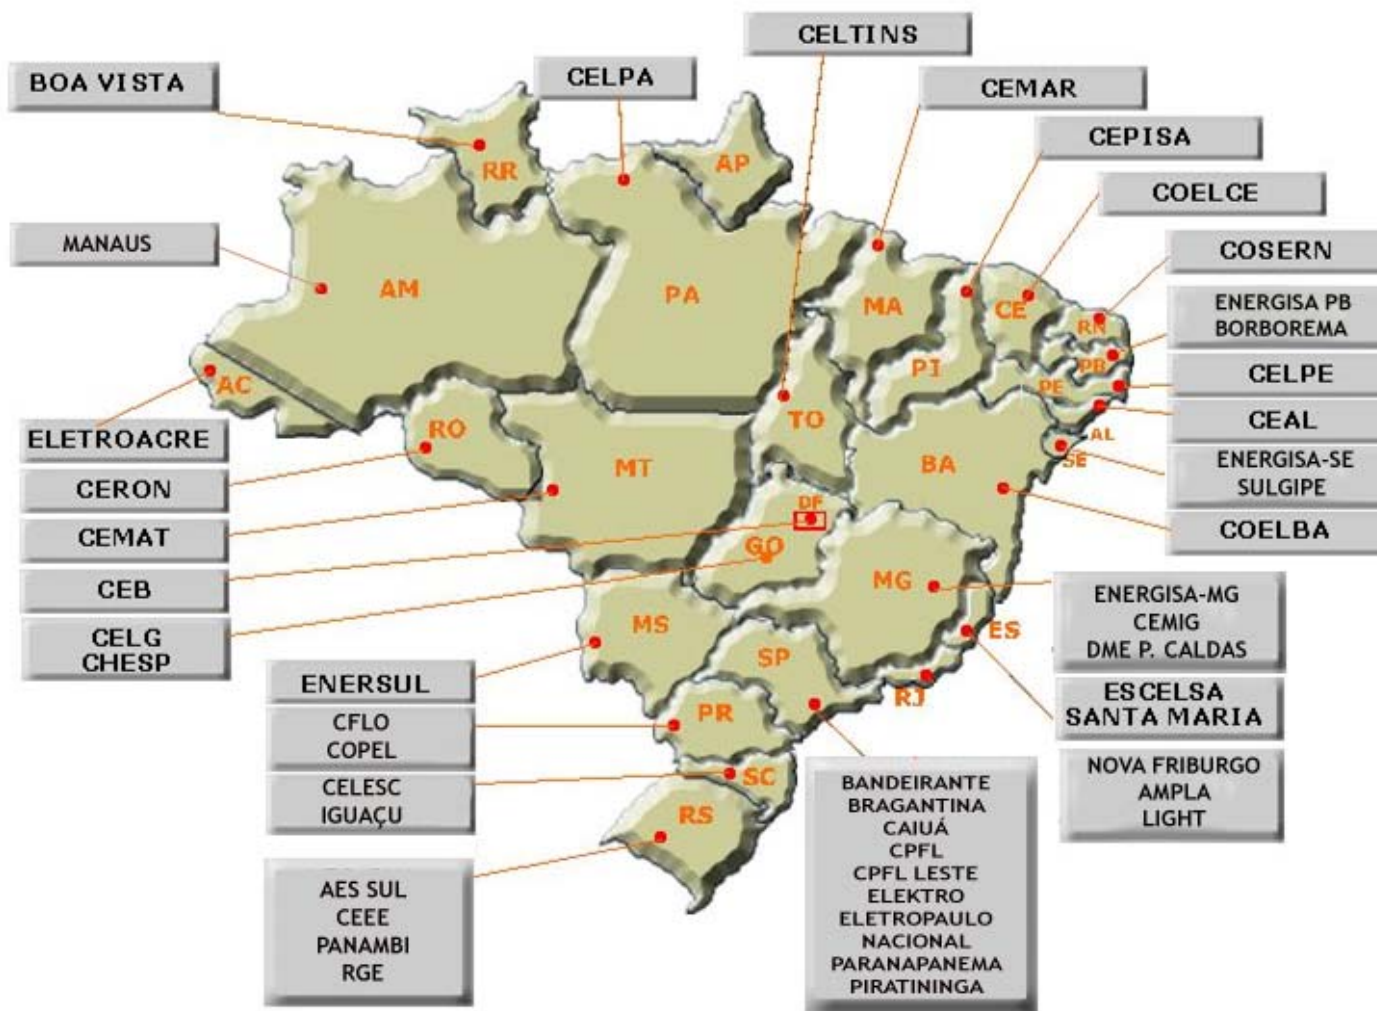 CELTINS
BOA VISTA
CELPA
CEMAR
CEPISA
COELCE
MANAUS
COSERN
ENERGISA PB
BORBOREMA
CELPE
CEAL
ENERGISA-SE
SULGIPE
COELBA
ELETROACRE
CERON
CEMAT
CEB
CELG
CHESP
ENERGISA-MG
CEMIG
DME P. CALDAS
ESCELSA
SANTA MARIA
NOVA FRIBURGO
AMPLA
LIGHT
ENERSUL
CFLO
COPEL
CELESC
IGUAÇU
AES SUL
CEEE
PANAMBI
RGE
BANDEIRANTE
BRAGANTINA
CAIUÁ
CPFL
CPFL LESTE
ELEKTRO
ELETROPAULO
NACIONAL
PARANAPANEMA
PIRATININGA
RR
AP
AM
PA
MA
CE
RN
PB
PI
PE
AC
TO
AL
SE
RO
MT
BA
DF
GO
MG
ES
MS
SP
RJ
PR
SC
RS